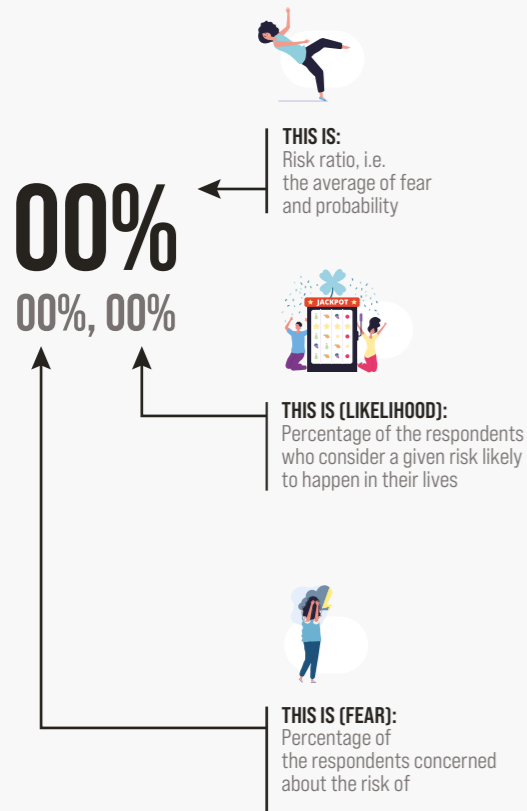 THIS IS:
Risk ratio, i.e.
the average of fear
and probability
00%
00%, 00%
JACKPOT
THIS IS (LIKELIHOOD):
Percentage of the respondents
who consider a given risk likely
to happen in their lives
THIS IS (FEAR):
Percentage of
the respondents concerned
about the risk of